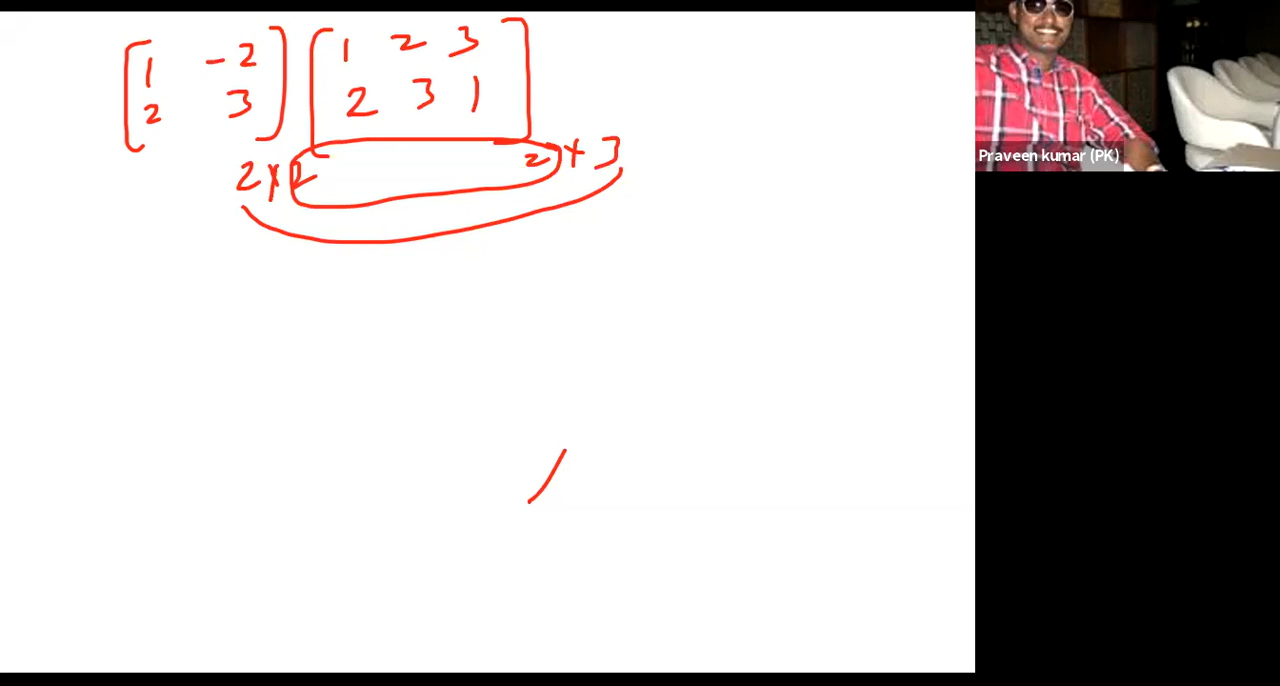 [1 -2] [1 2 3]
[2 3] [2 3 1]
2 × 2 2 × 3
Praveen kumar (PK)